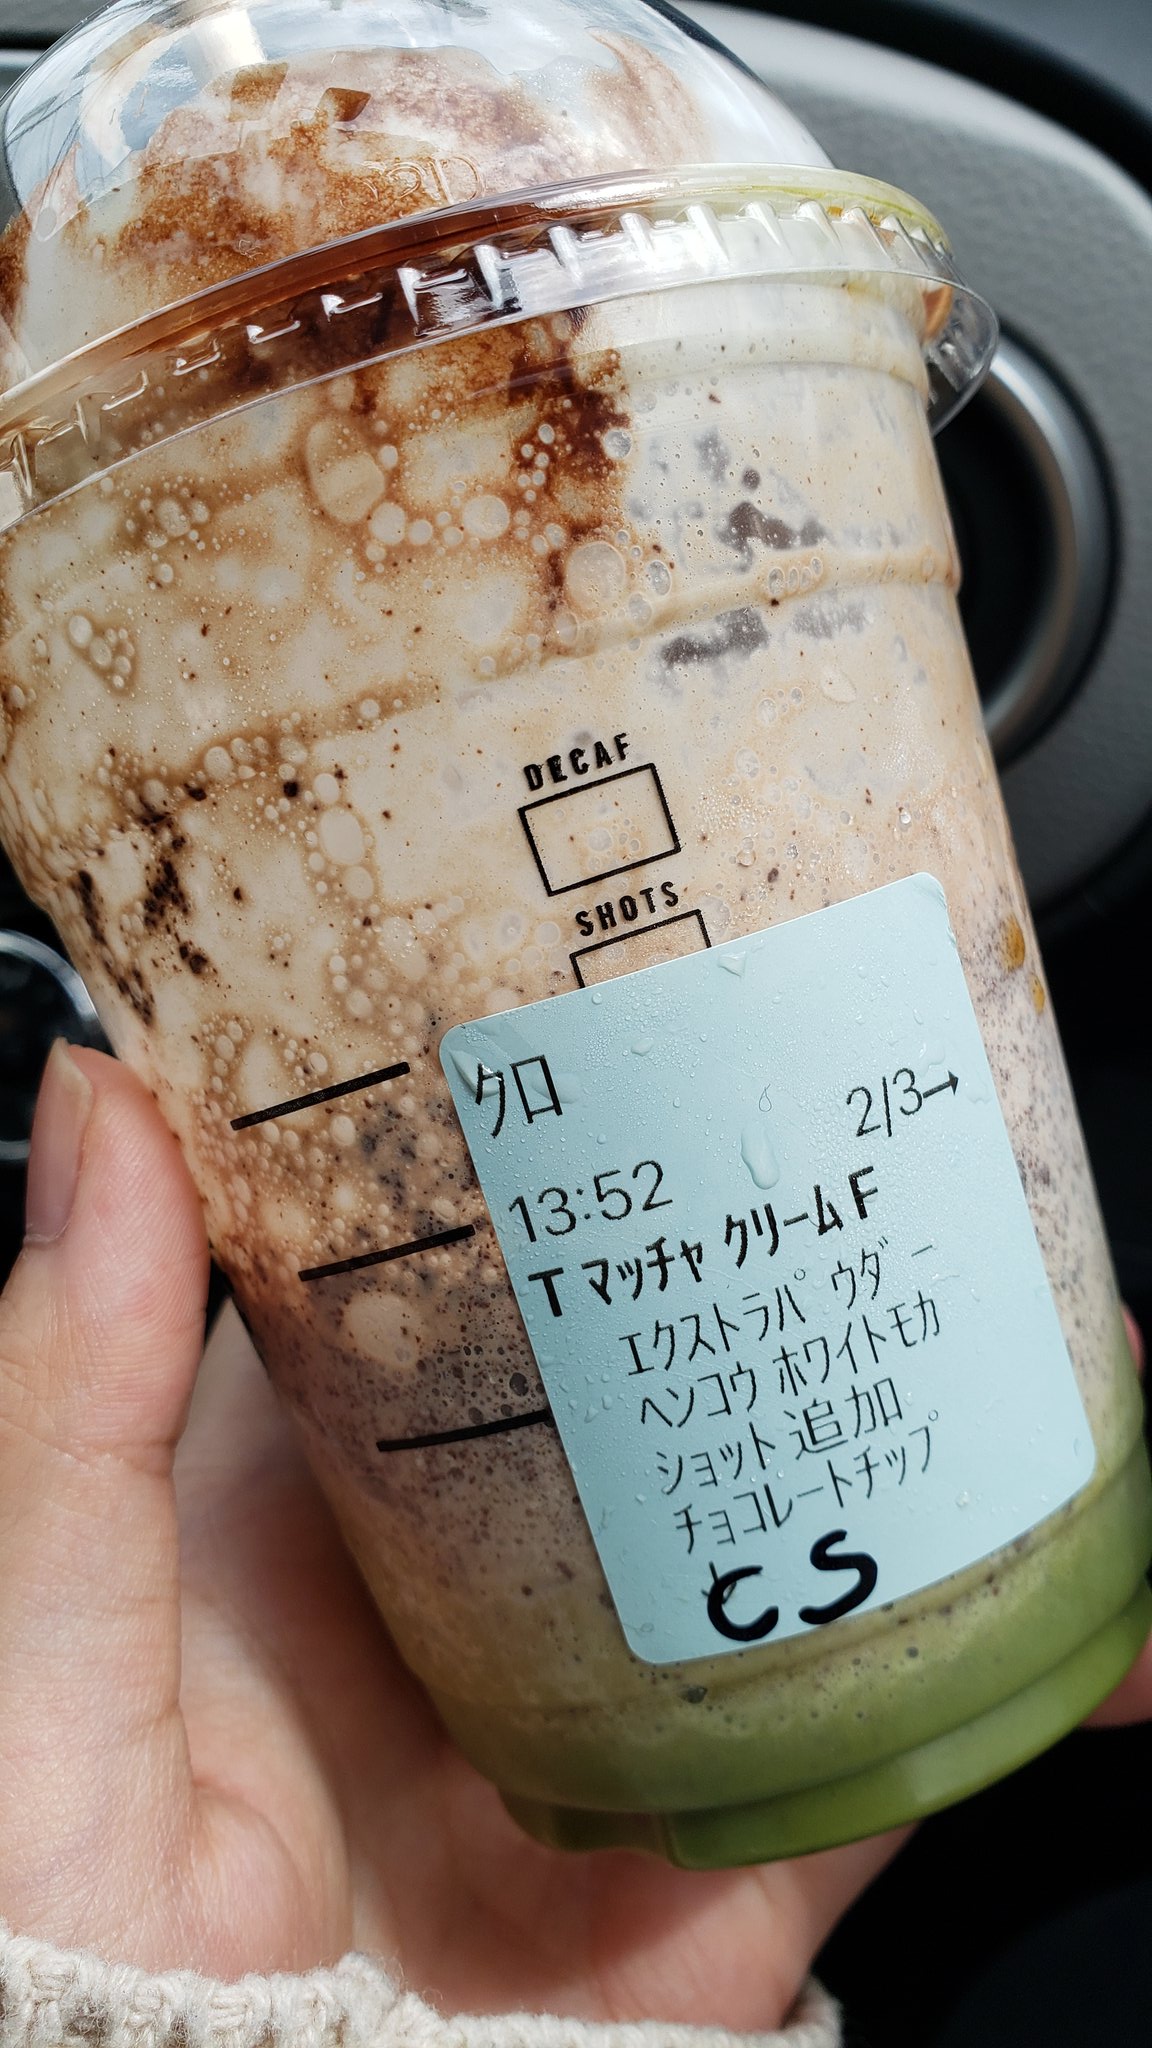 DECAF
SHOTS
クロ
2/3→
13:52
T マッチャ クリームF
エクストラパウダー
ヘンコウ ホワイトモカ
ショット 追加
チョコレートチップ
CS